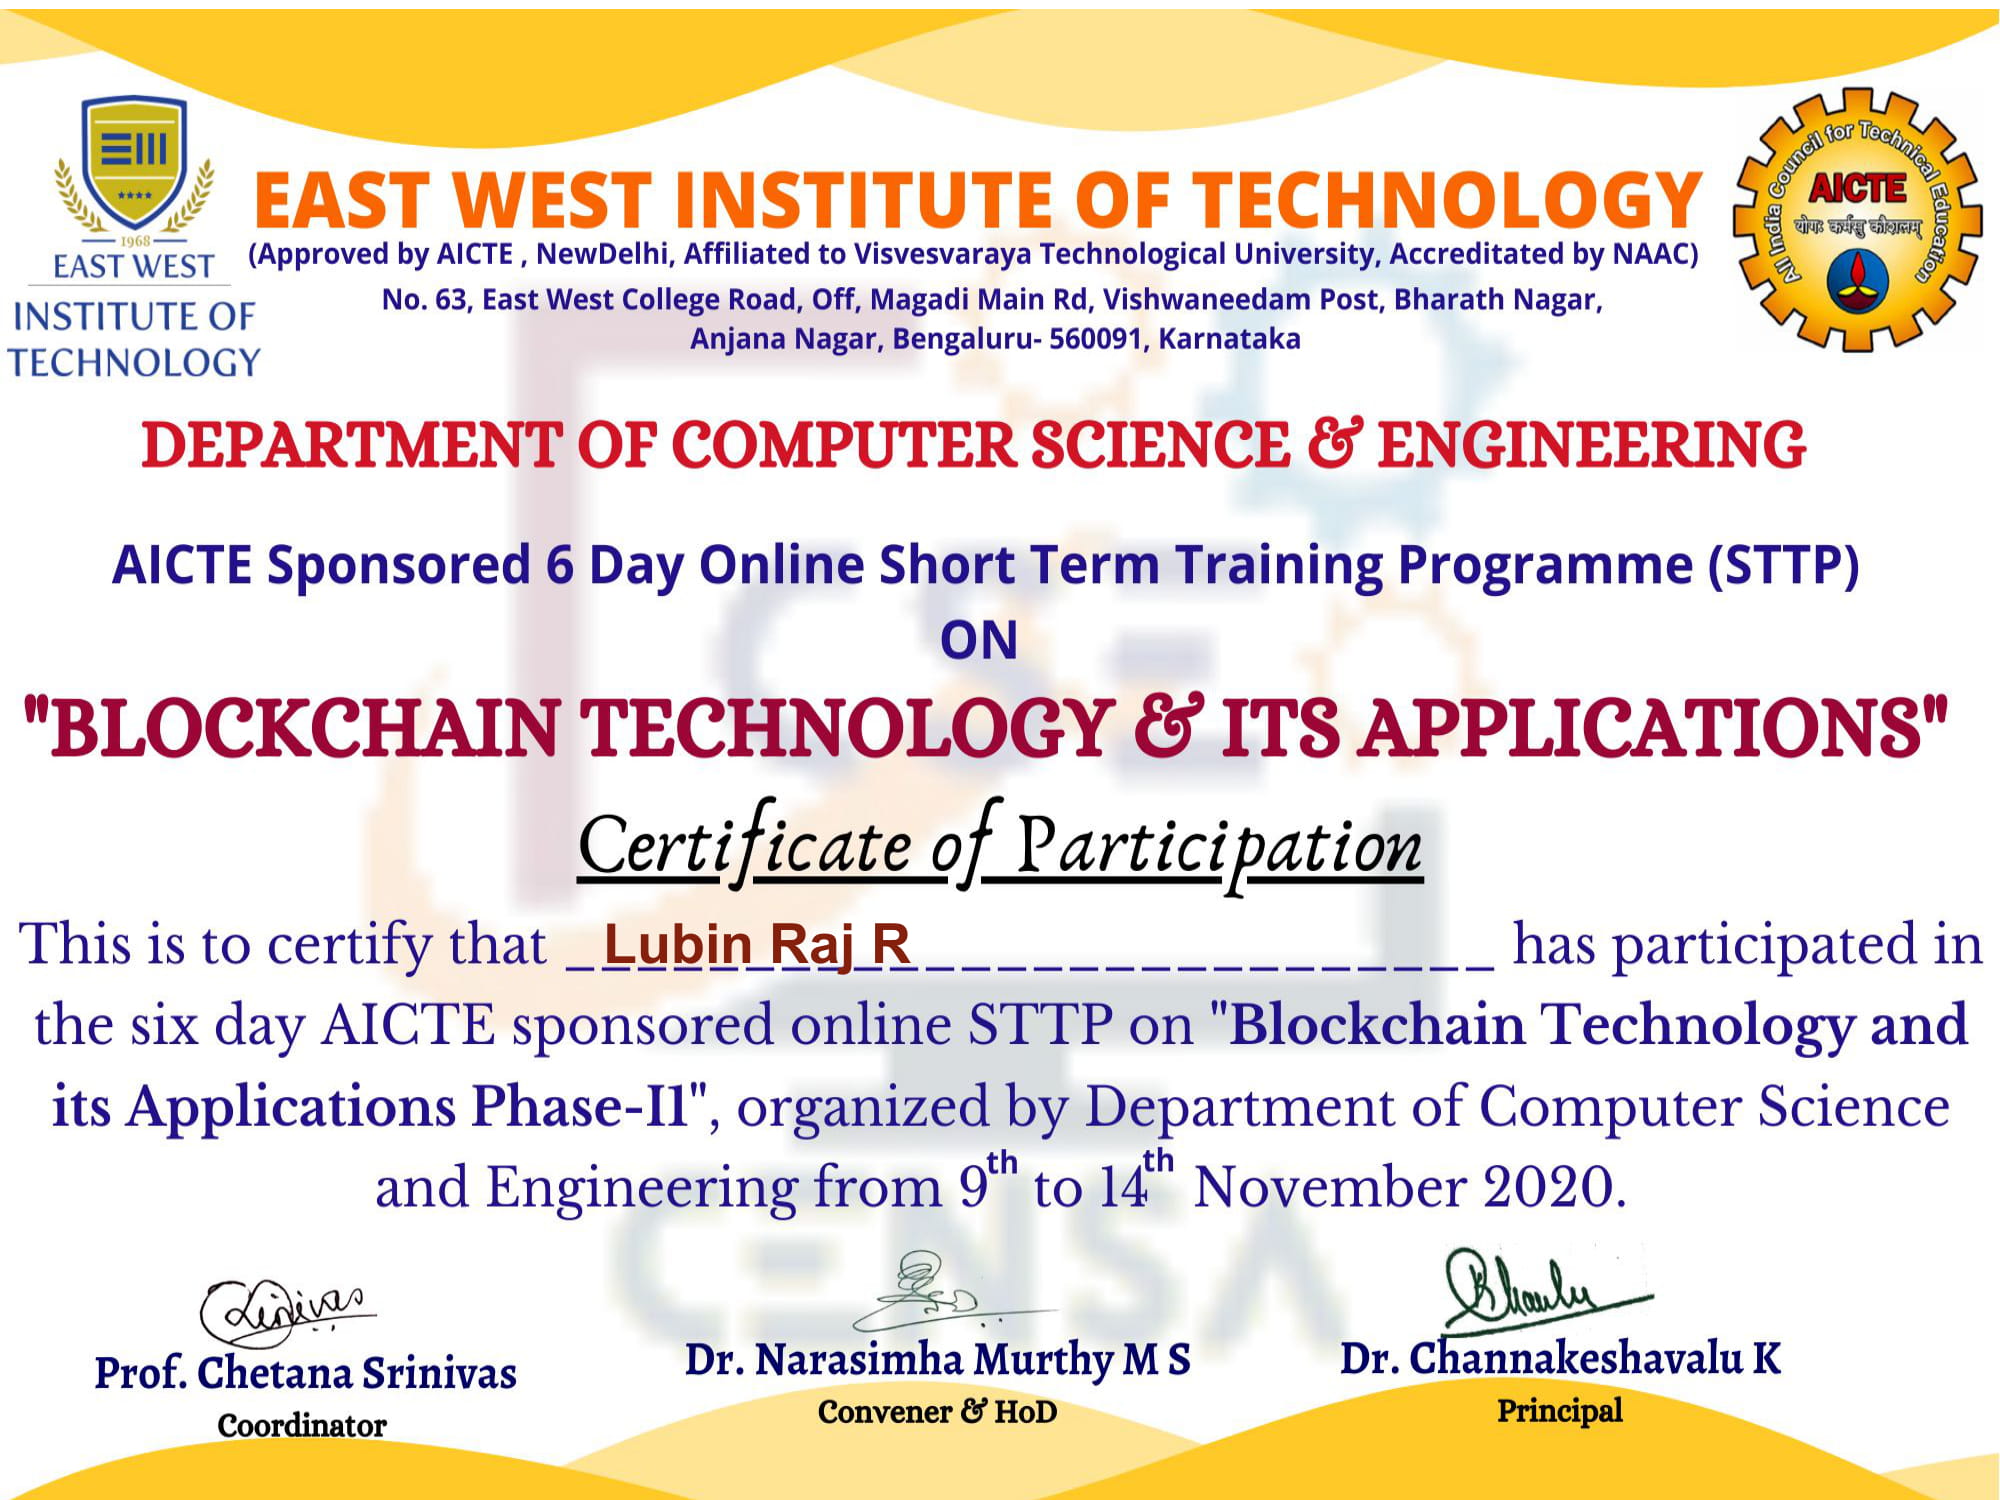 EAST WEST INSTITUTE OF TECHNOLOGY
(Approved by AICTE , NewDelhi, Affiliated to Visvesvaraya Technological University, Accreditated by NAAC)
No. 63, East West College Road, Off, Magadi Main Rd, Vishwaneedam Post, Bharath Nagar,
Anjana Nagar, Bengaluru- 560091, Karnataka
1968
EAST WEST
INSTITUTE OF
TECHNOLOGY
All India Council for Technical Education
AICTE
योगः कर्मसु कौशलम्
DEPARTMENT OF COMPUTER SCIENCE & ENGINEERING
AICTE Sponsored 6 Day Online Short Term Training Programme (STTP)
ON
"BLOCKCHAIN TECHNOLOGY & ITS APPLICATIONS"
Certificate of Participation
This is to certify that Lubin Raj R has participated in
the six day AICTE sponsored online STTP on "Blockchain Technology and
its Applications Phase-I1", organized by Department of Computer Science
and Engineering from 9th to 14th November 2020.
CSE
CENSA
Prof. Chetana Srinivas
Coordinator
Dr. Narasimha Murthy M S
Convener & HoD
Dr. Channakeshavalu K
Principal